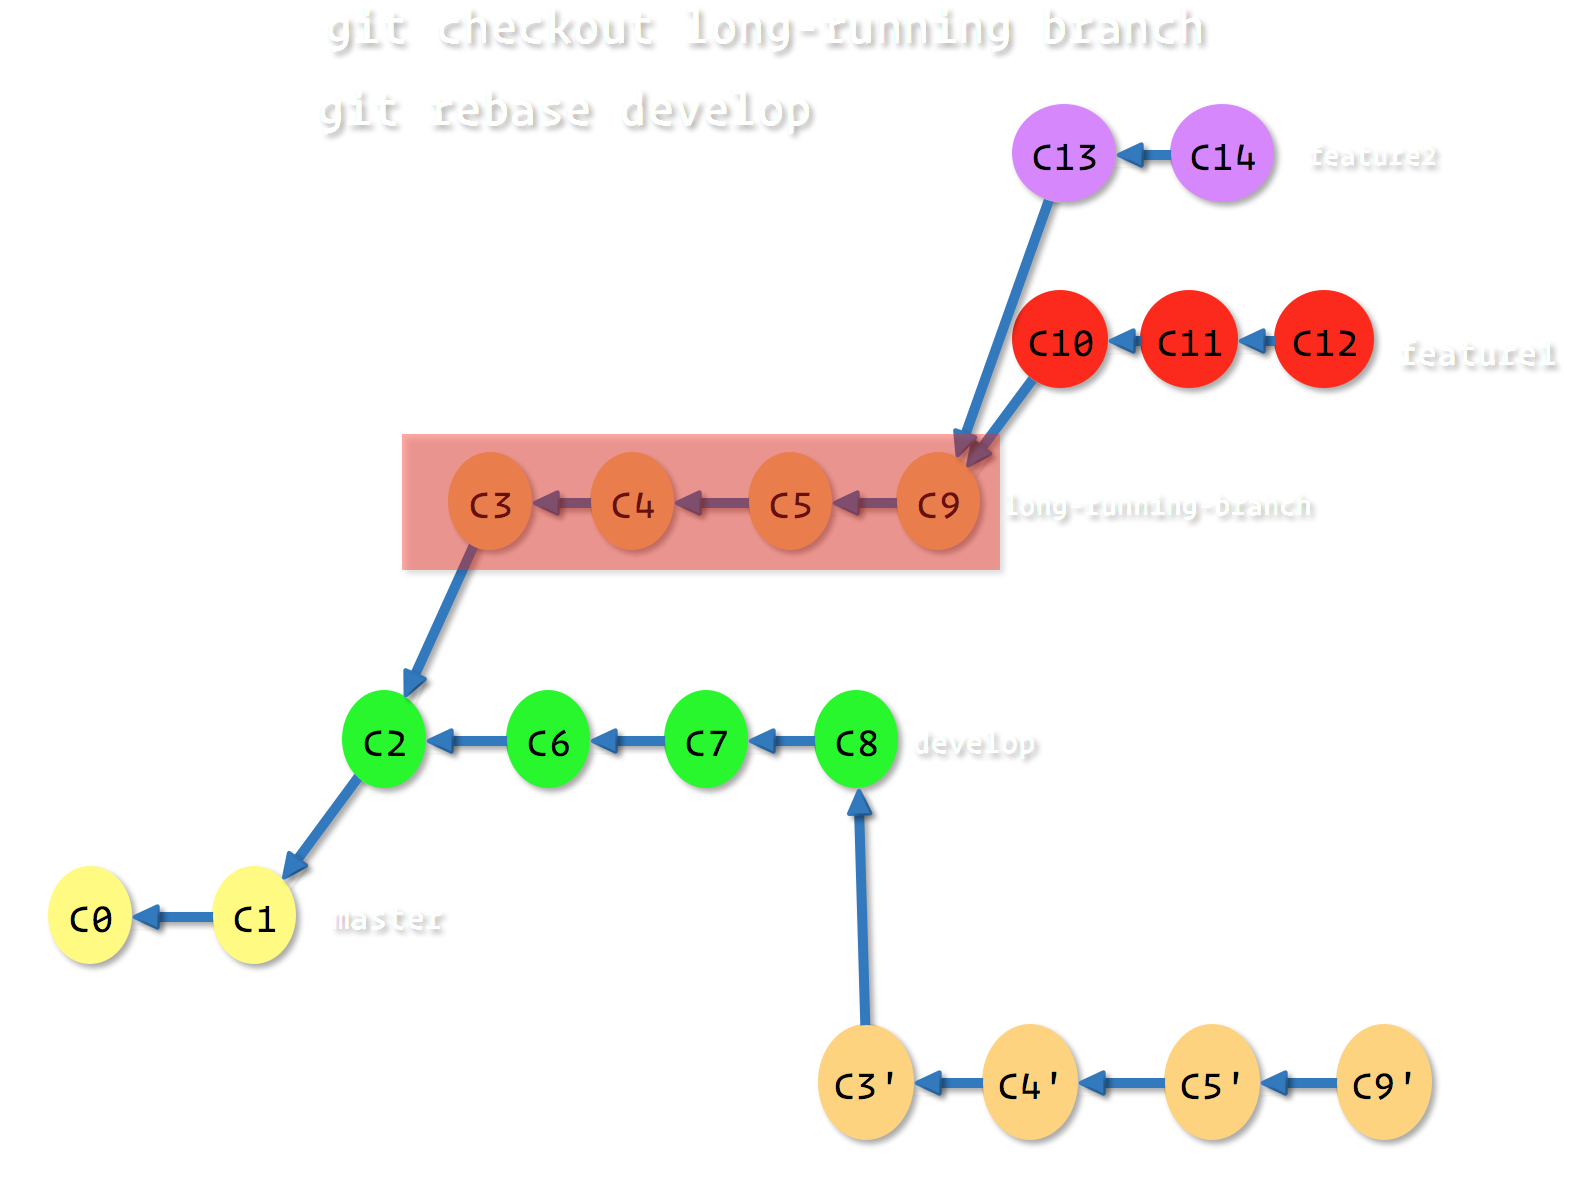 git checkout long-running branch
git rebase develop
C13 C14 feature2
C10 C11 C12 feature1
C3 C4 C5 C9 long-running-branch
C2 C6 C7 C8 develop
C0 C1 master
C3' C4' C5' C9'